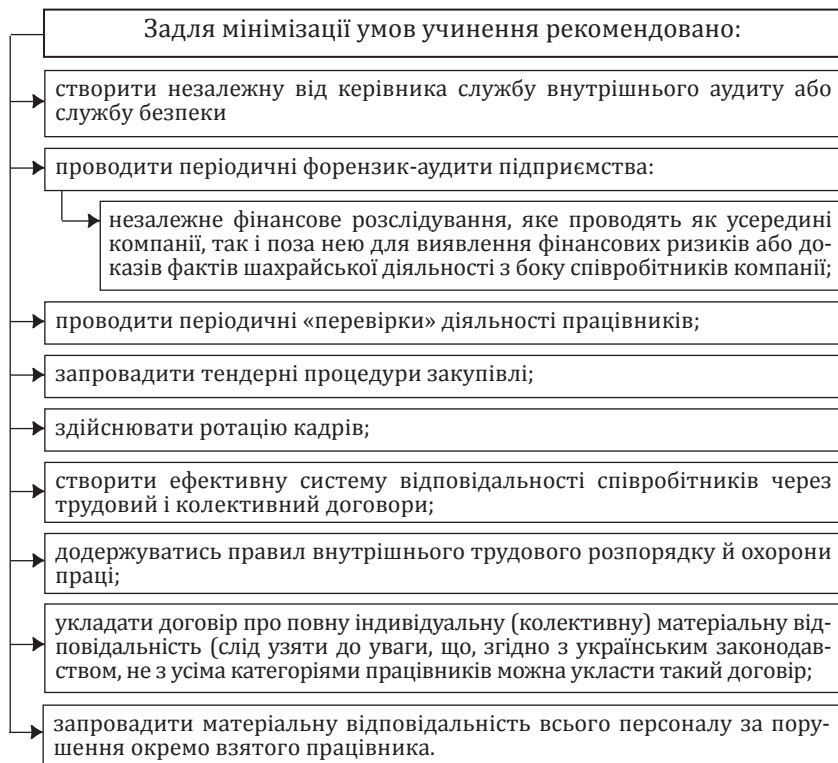 Задля мінімізації умов учинення рекомендовано:
створити незалежну від керівника службу внутрішнього аудиту або
службу безпеки
проводити періодичні форензик-аудити підприємства:
незалежне фінансове розслідування, яке проводять як усередині
компанії, так і поза нею для виявлення фінансових ризиків або до-
казів фактів шахрайської діяльності з боку співробітників компанії;
проводити періодичні «перевірки» діяльності працівників;
запровадити тендерні процедури закупівлі;
здійснювати ротацію кадрів;
створити ефективну систему відповідальності співробітників через
трудовий і колективний договори;
додержуватись правил внутрішнього трудового розпорядку й охорони
праці;
укладати договір про повну індивідуальну (колективну) матеріальну від-
повідальність (слід узяти до уваги, що, згідно з українським законодав-
ством, не з усіма категоріями працівників можна укласти такий договір;
запровадити матеріальну відповідальність всього персоналу за пору-
шення окремо взятого працівника.